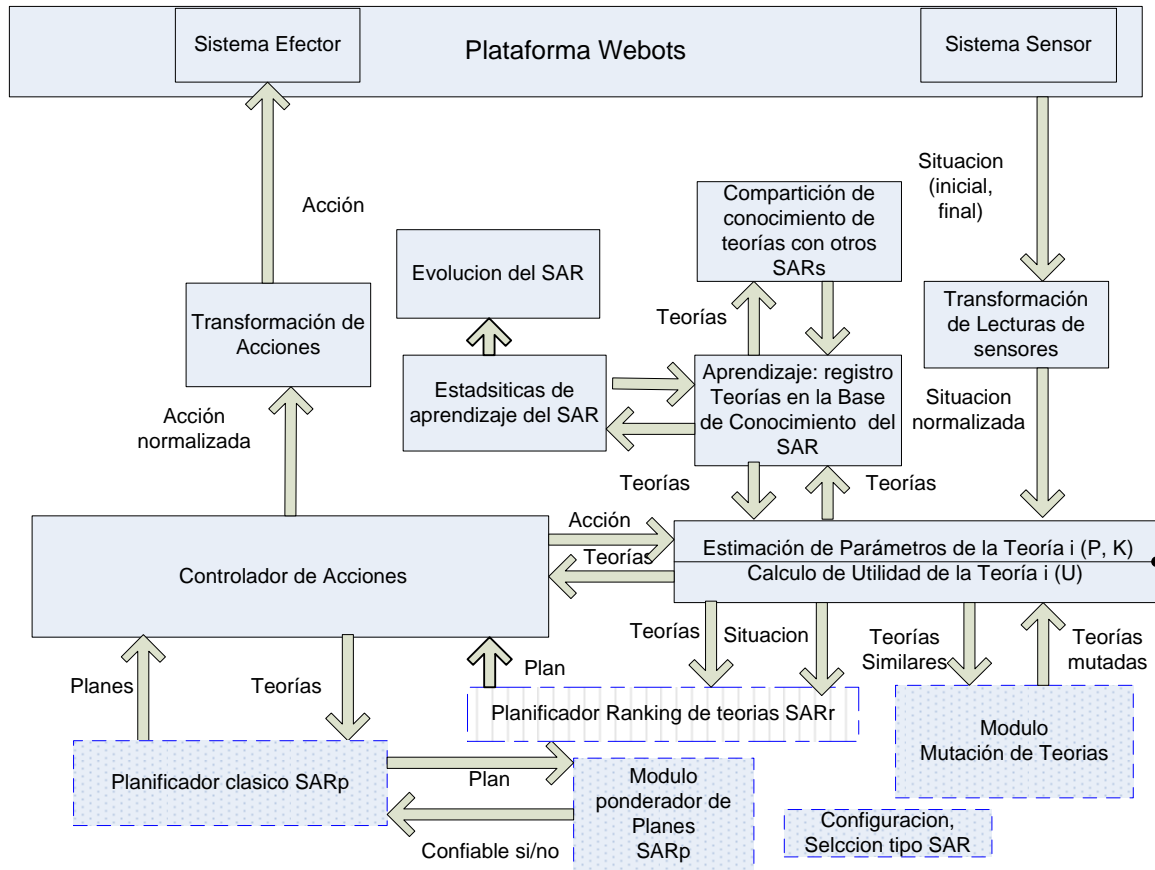 Sistema Efector
Plataforma Webots
Sistema Sensor
Acción
Situacion
(inicial,
final)
Compartición de
conocimiento de
teorías con otros
SARs
Evolucion del SAR
Transformación de
Acciones
Teorías
Transformación
de Lecturas de
sensores
Estadsiticas de
aprendizaje del SAR
Aprendizaje: registro
Teorías en la Base
de Conocimiento del
SAR
Acción
normalizada
Situacion
normalizada
Teorías
Teorías
Controlador de Acciones
Acción
Teorías
Estimación de Parámetros de la Teoría i (P, K)
Calculo de Utilidad de la Teoría i (U)
Planes
Teorías
Plan
Teorías
Situacion
Teorías
Similares
Teorías
mutadas
Planificador Ranking de teorias SARr
Modulo
Mutación de Teorias
Planificador clasico SARp
Plan
Confiable si/no
Modulo
ponderador de
Planes
SARp
Configuracion,
Selccion tipo SAR